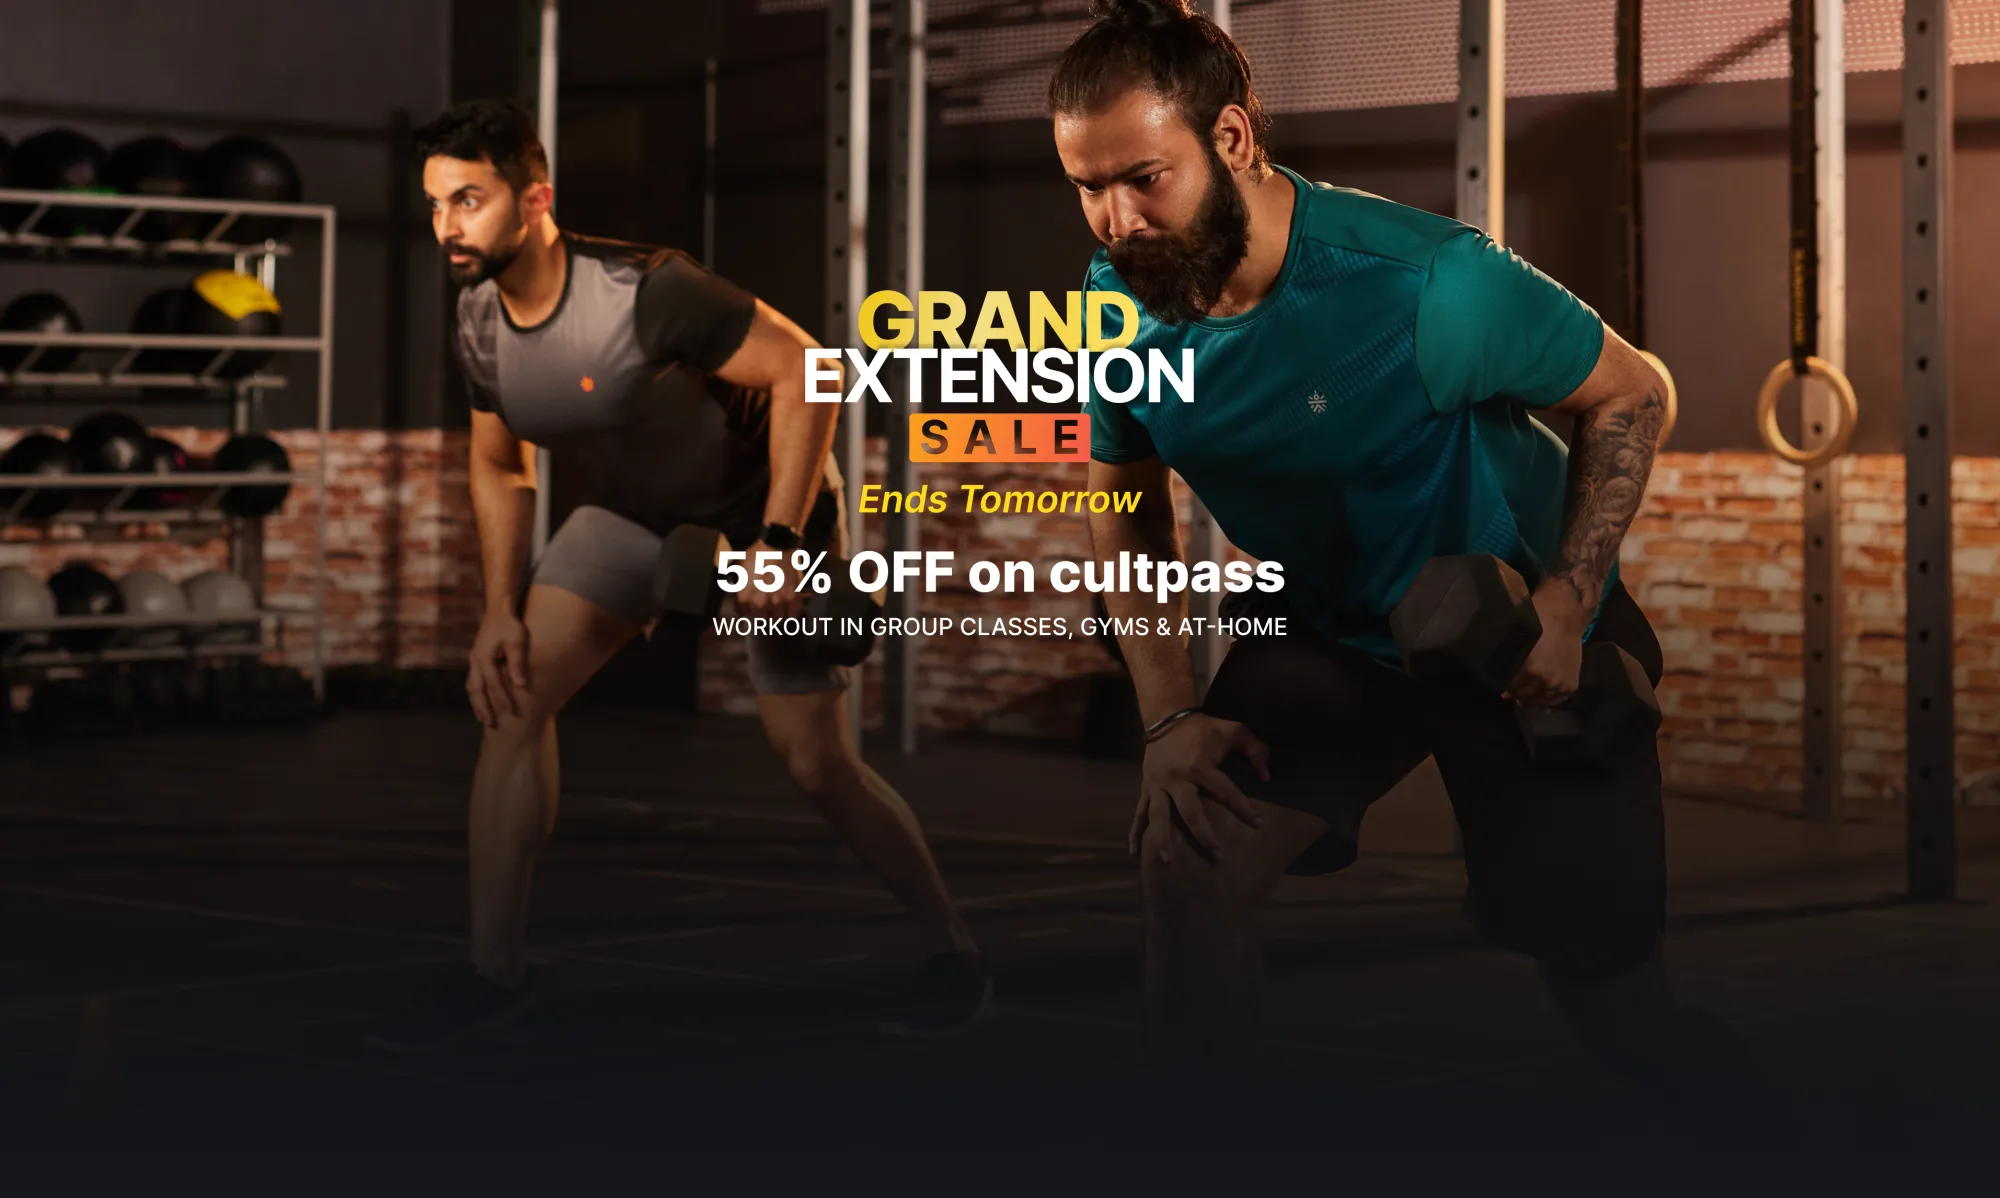 GRAND
EXTENSION
SALE
Ends Tomorrow
55% OFF on cultpass
WORKOUT IN GROUP CLASSES, GYMS & AT-HOME